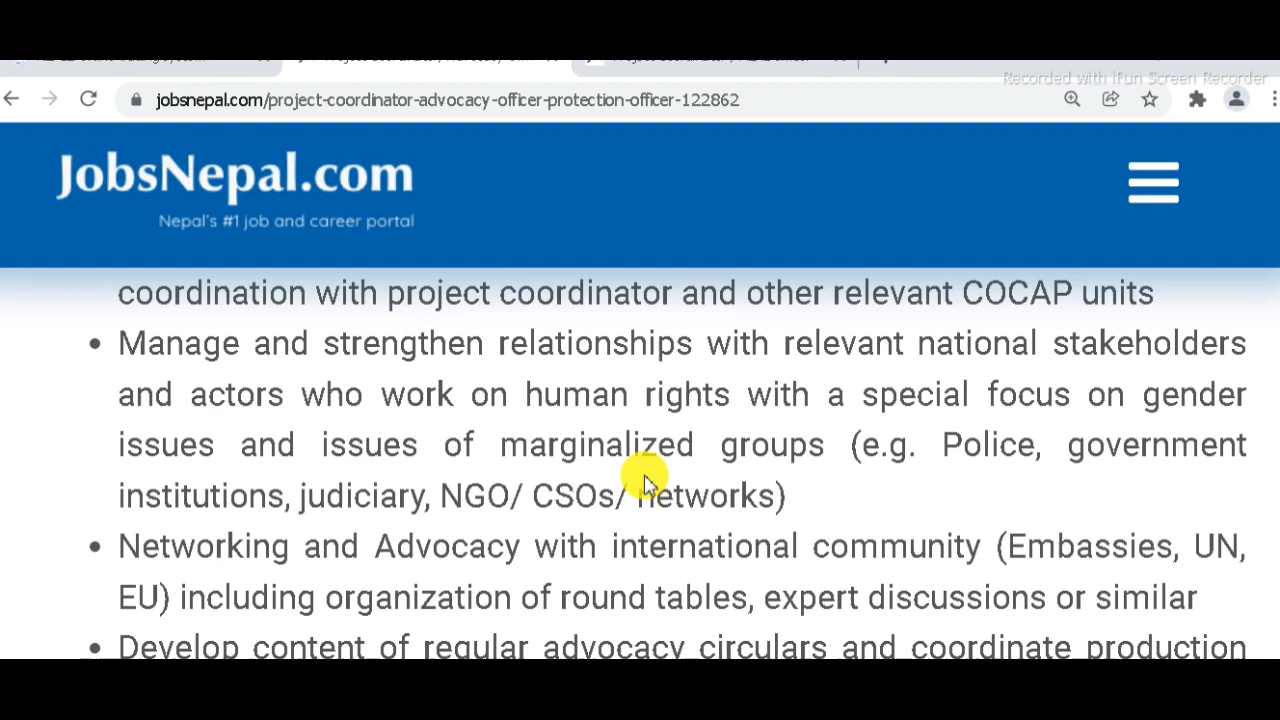 Recorded with iFun Screen Recorder
jobsnepal.com/project-coordinator-advocacy-officer-protection-officer-122862
JobsNepal.com
Nepal's #1 job and career portal
coordination with project coordinator and other relevant COCAP units
• Manage and strengthen relationships with relevant national stakeholders
and actors who work on human rights with a special focus on gender
issues and issues of marginalized groups (e.g. Police, government
institutions, judiciary, NGO/ CSOs/ networks)
• Networking and Advocacy with international community (Embassies, UN,
EU) including organization of round tables, expert discussions or similar
• Develop content of regular advocacy circulars and coordinate production